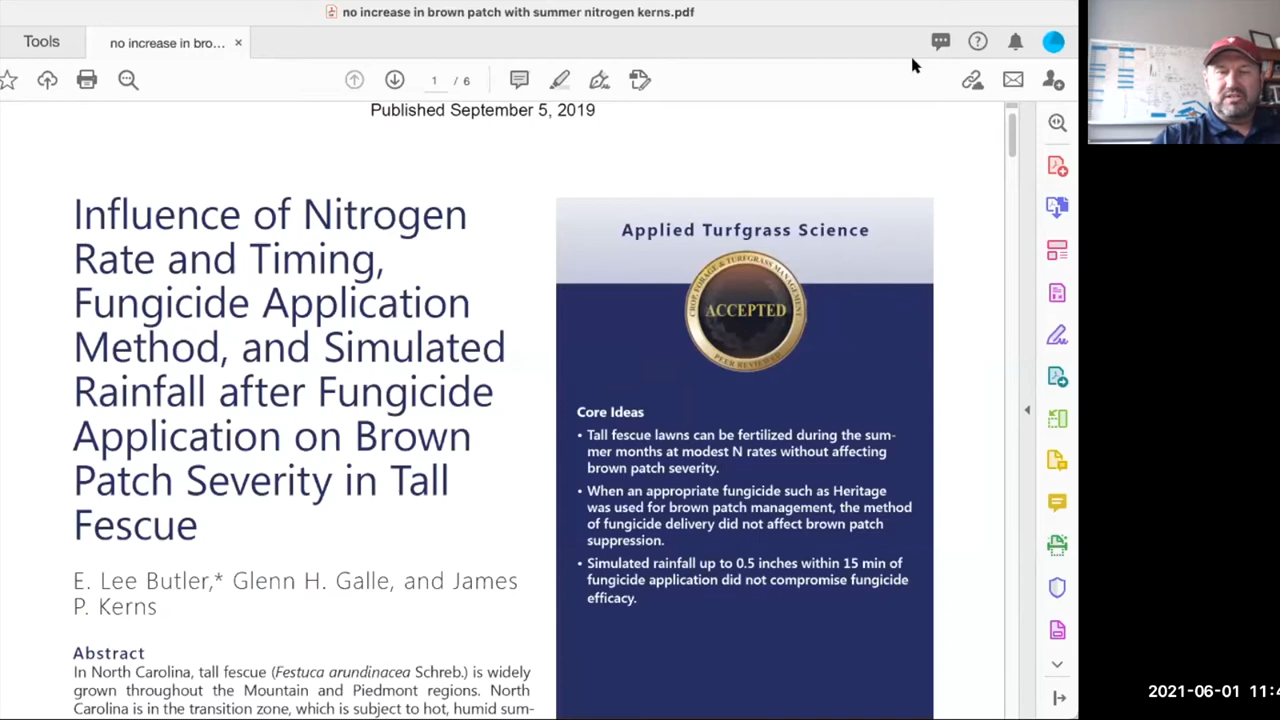 no increase in brown patch with summer nitrogen kerns.pdf
Tools
no increase in bro... ×
1 / 6
Published September 5, 2019
Influence of Nitrogen
Rate and Timing,
Fungicide Application
Method, and Simulated
Rainfall after Fungicide
Application on Brown
Patch Severity in Tall
Fescue
E. Lee Butler,* Glenn H. Galle, and James
P. Kerns
Abstract
In North Carolina, tall fescue (Festuca arundinacea Schreb.) is widely
grown throughout the Mountain and Piedmont regions. North
Carolina is in the transition zone, which is subject to hot, humid sum-
Applied Turfgrass Science
CROP, FORAGE & TURFGRASS MANAGEMENT
ACCEPTED
PEER REVIEWED
Core Ideas
• Tall fescue lawns can be fertilized during the sum-
mer months at modest N rates without affecting
brown patch severity.
• When an appropriate fungicide such as Heritage
was used for brown patch management, the method
of fungicide delivery did not affect brown patch
suppression.
• Simulated rainfall up to 0.5 inches within 15 min of
fungicide application did not compromise fungicide
efficacy.
2021-06-01 11:4